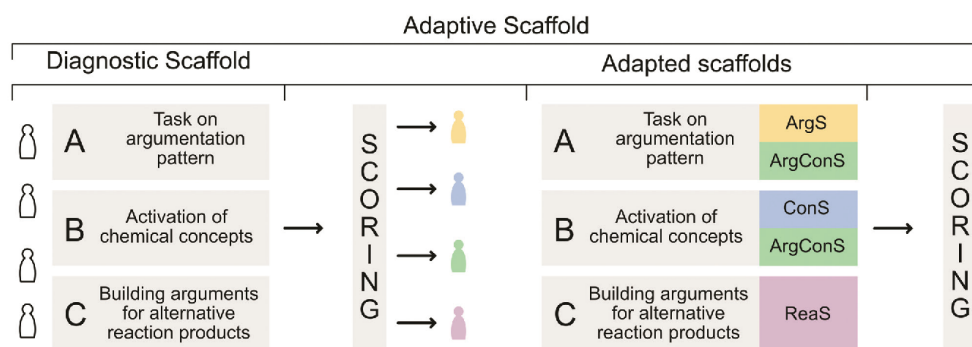 Adaptive Scaffold
Diagnostic Scaffold
Adapted scaffolds
A
Task on
argumentation
pattern
B
Activation of
chemical concepts
C
Building arguments
for alternative
reaction products
SCORING
A
Task on
argumentation
pattern
ArgS
ArgConS
B
Activation of
chemical concepts
ConS
ArgConS
C
Building arguments
for alternative
reaction products
ReaS
SCORING